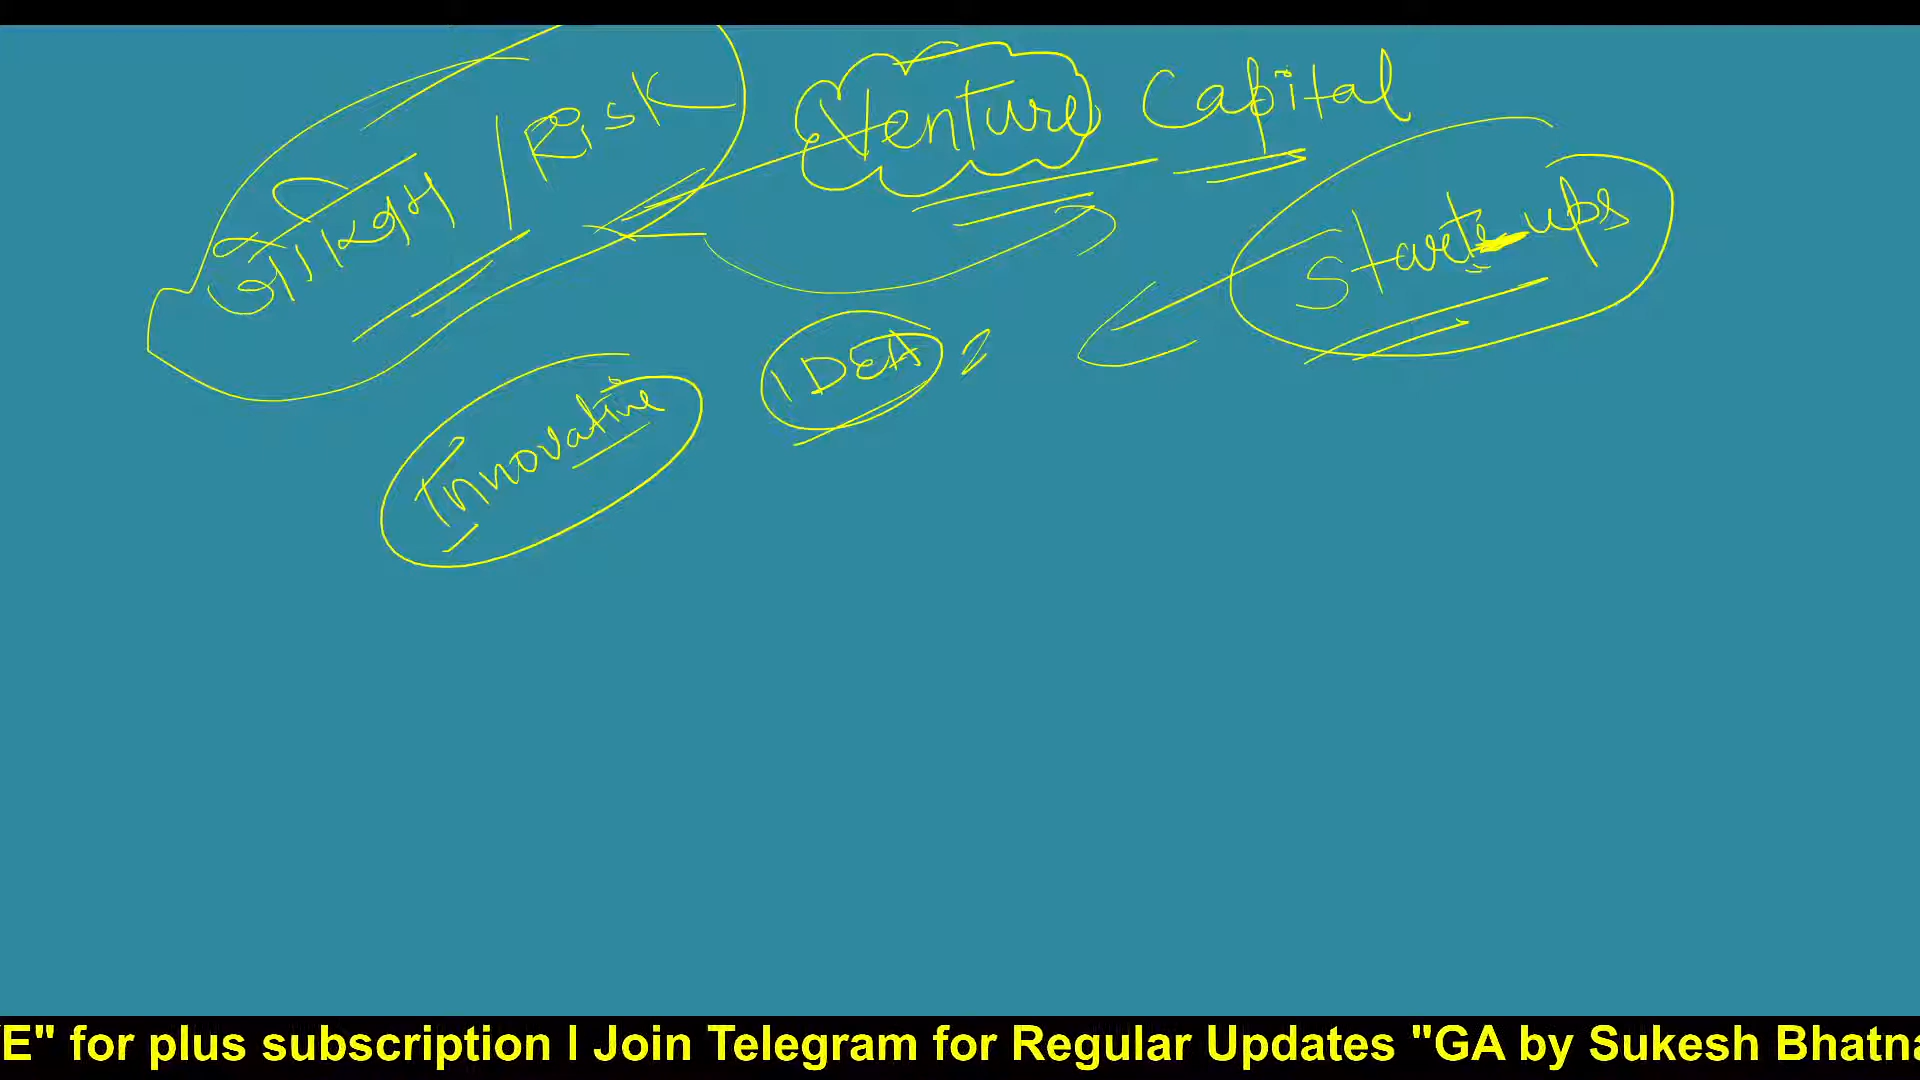 Venture Capital
जोखिम / Risk
Start-ups
IDEA
Innovative
E" for plus subscription I Join Telegram for Regular Updates "GA by Sukesh Bhatna